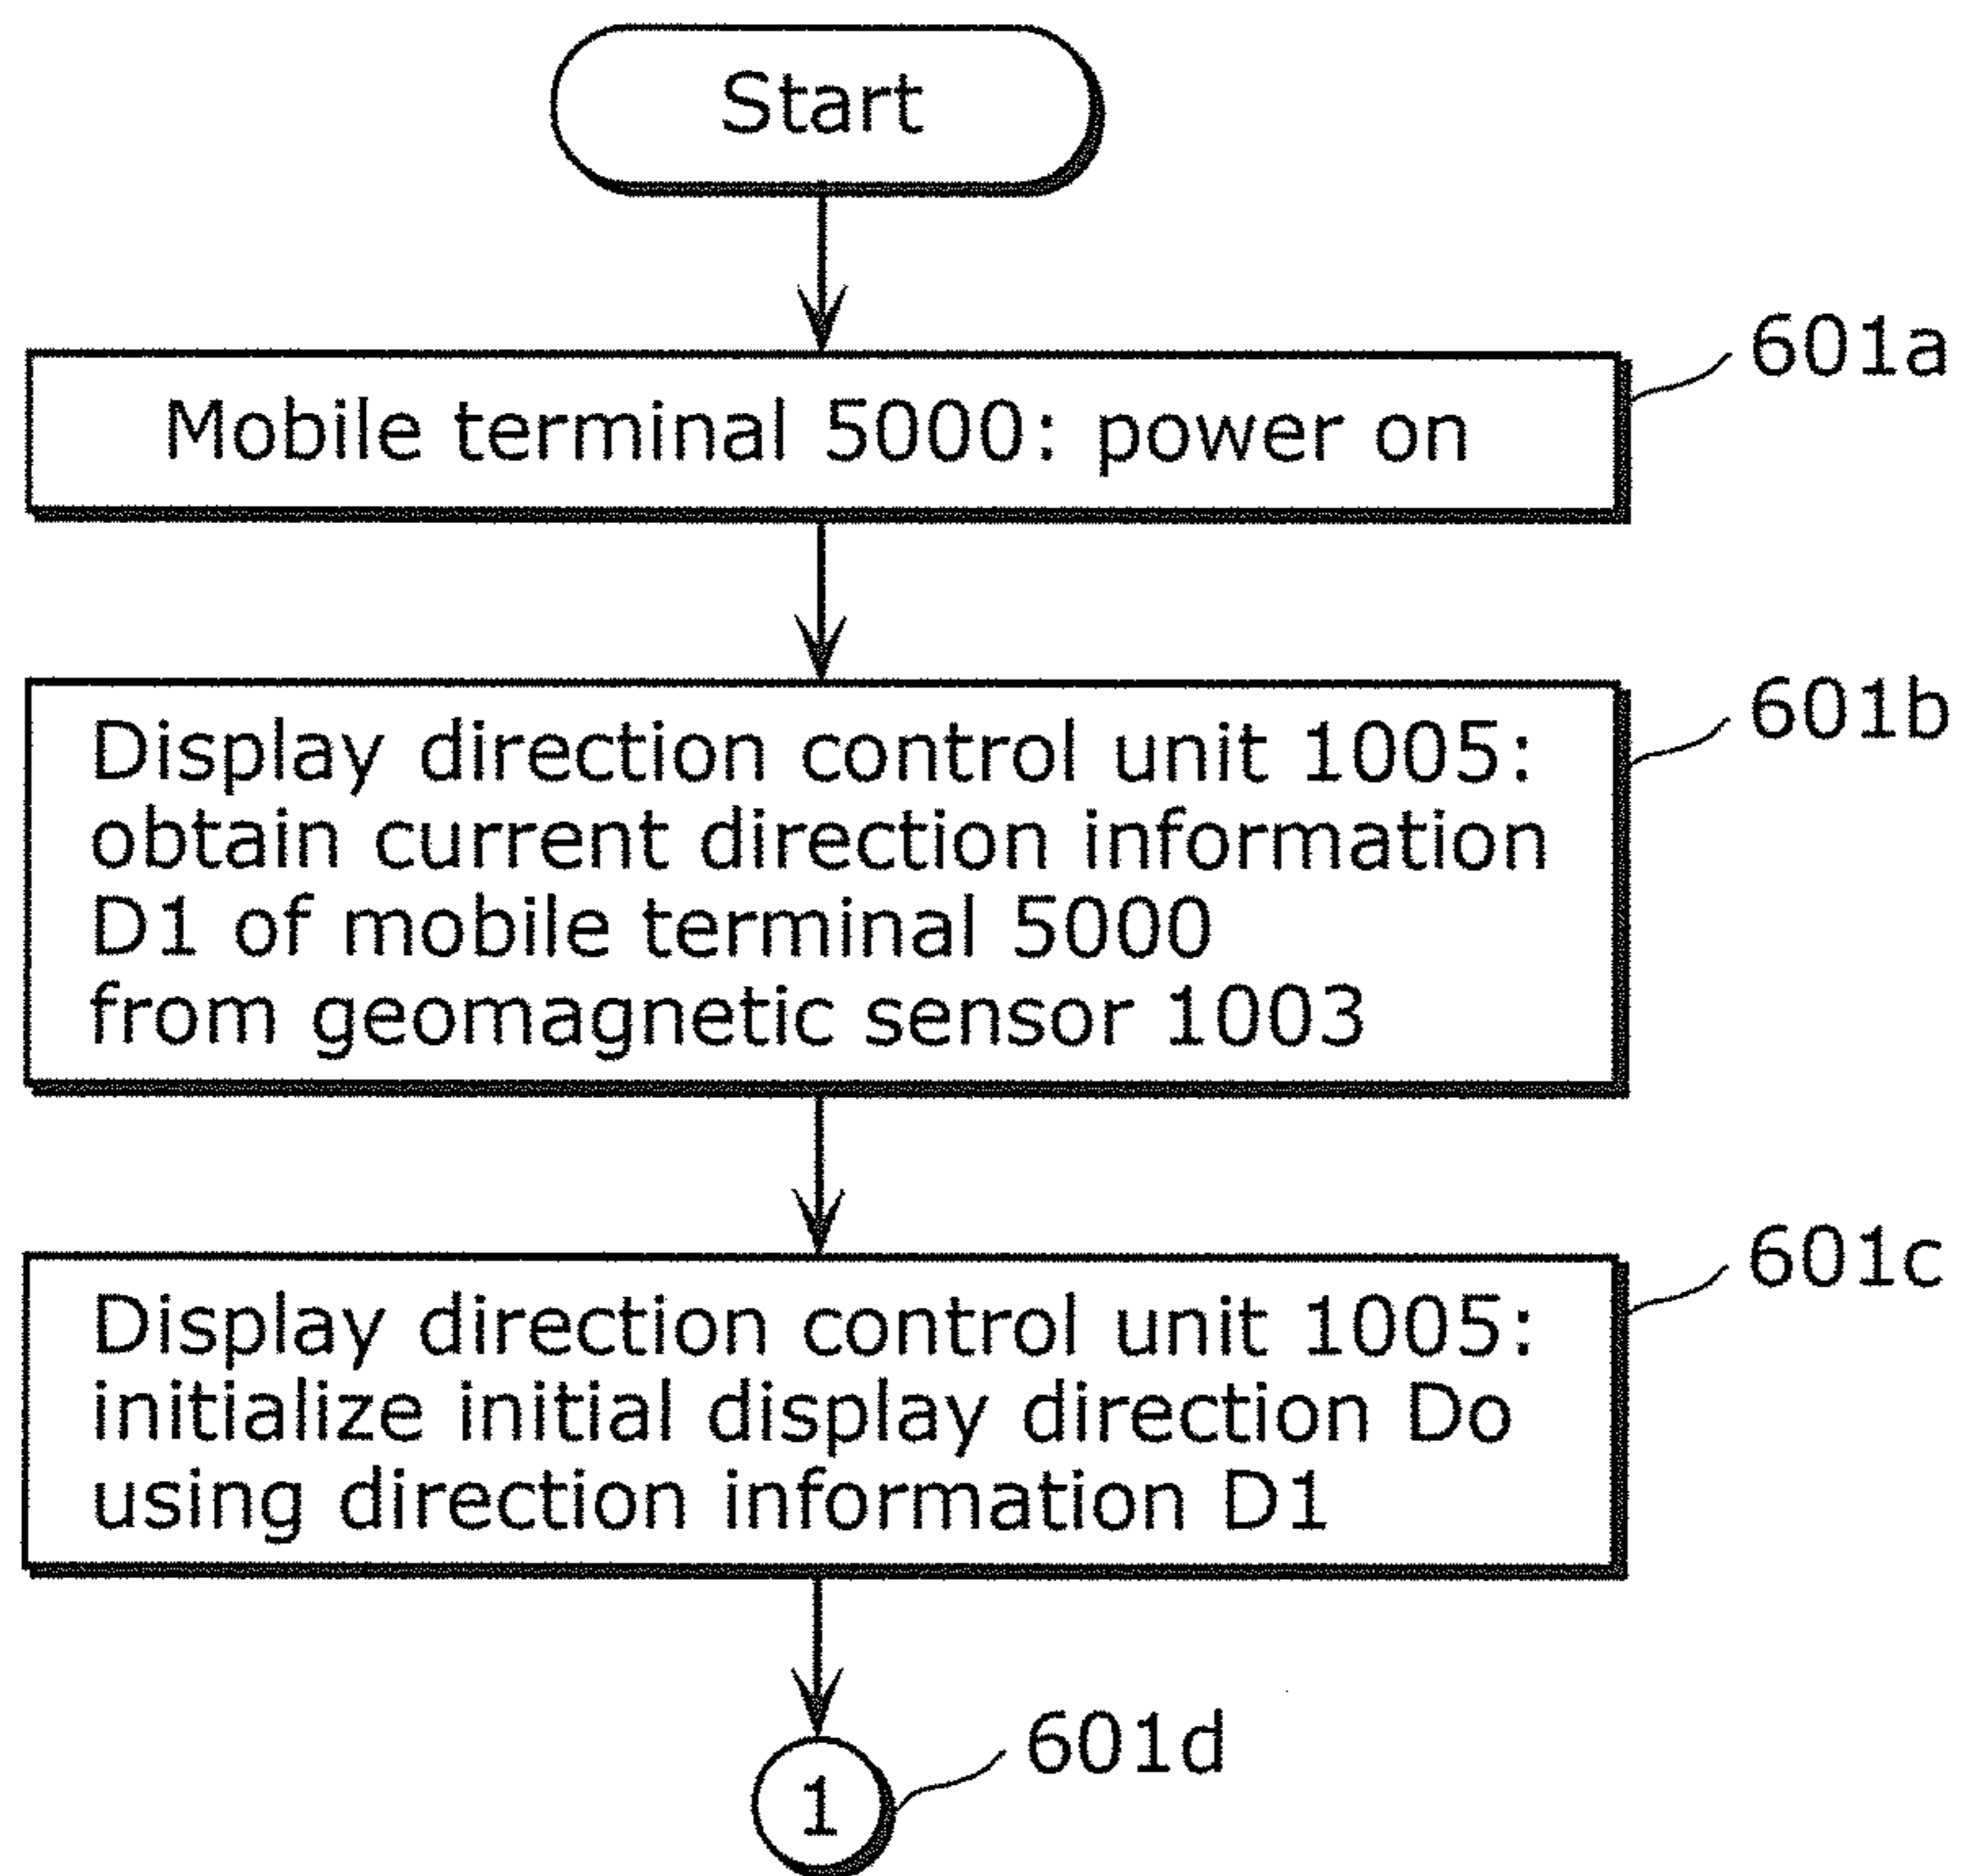 Start
601a
Mobile terminal 5000: power on
601b
Display direction control unit 1005:
obtain current direction information
D1 of mobile terminal 5000
from geomagnetic sensor 1003
601c
Display direction control unit 1005:
initialize initial display direction Do
using direction information D1
601d
1